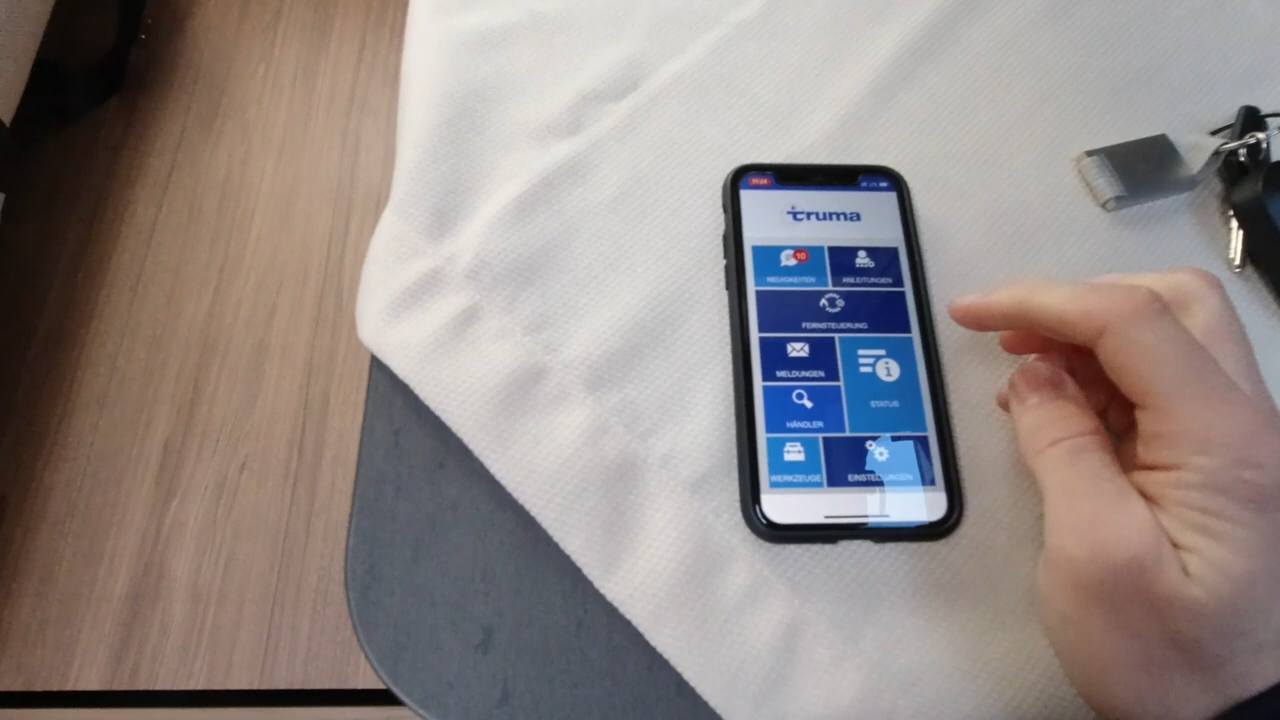 truma
10
NEUIGKEITEN
ANLEITUNGEN
FERNSTEUERUNG
MELDUNGEN
STATUS
HÄNDLER
WERKZEUGE
EINSTELLUNGEN